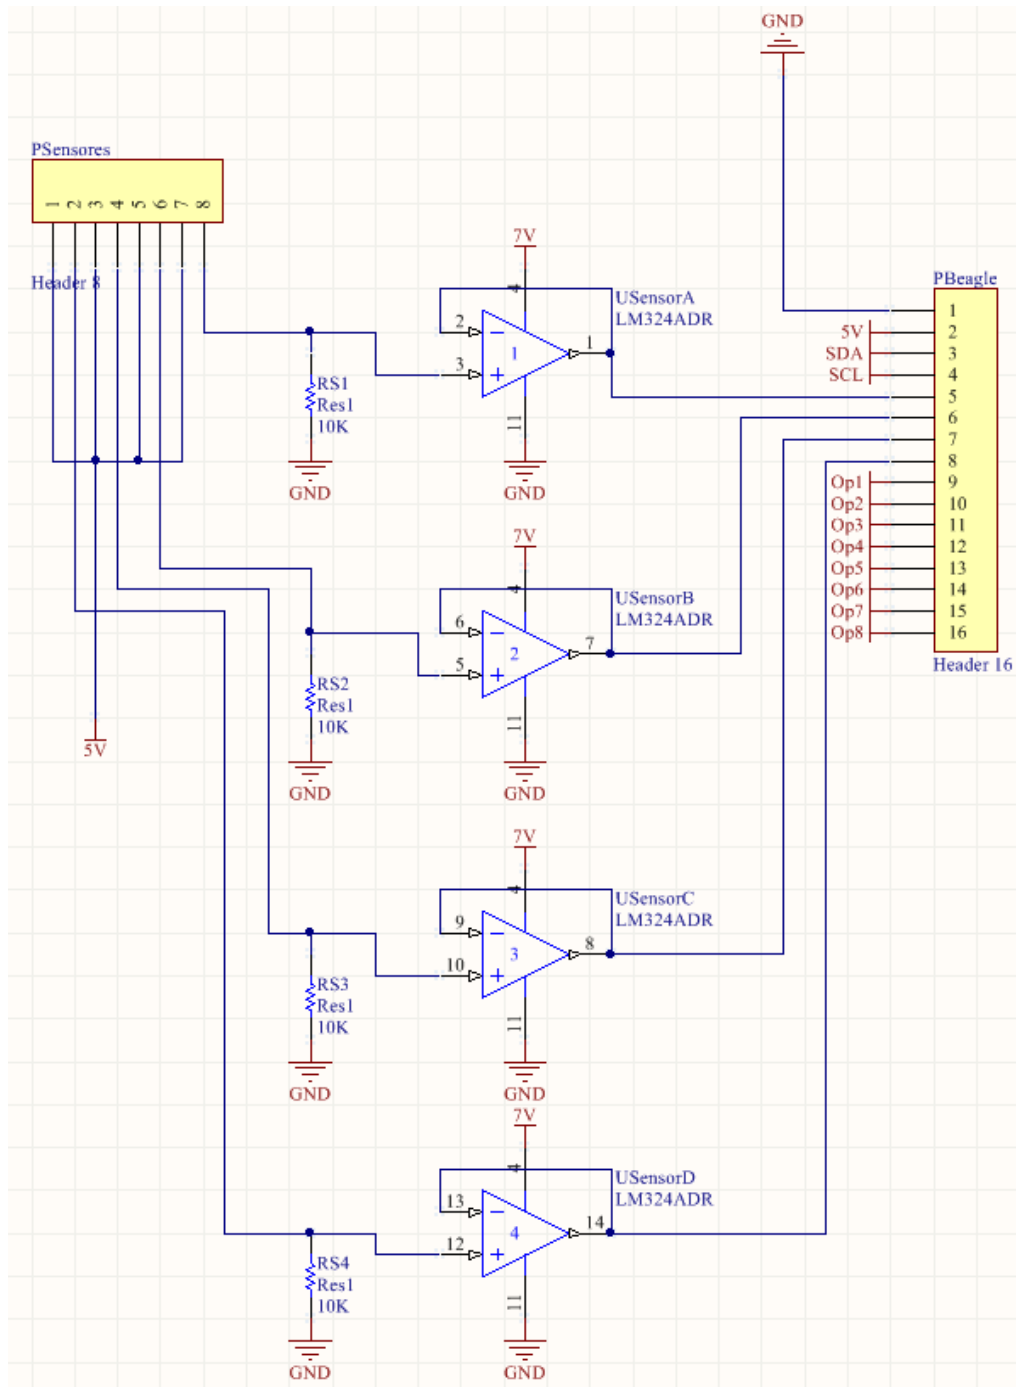 GND
PSensores
1 2 3 4 5 6 7 8
Header 8
7V
4
USensorA
LM324ADR
2
1
1
3
11
GND
RS1
Res1
10K
GND
PBeagle
1
5V 2
SDA 3
SCL 4
5
6
7
8
Op1 9
Op2 10
Op3 11
Op4 12
Op5 13
Op6 14
Op7 15
Op8 16
Header 16
7V
4
USensorB
LM324ADR
6
2
7
5
11
GND
RS2
Res1
10K
GND
5V
7V
4
USensorC
LM324ADR
9
3
8
10
11
GND
RS3
Res1
10K
GND
7V
4
USensorD
LM324ADR
13
4
14
12
11
GND
RS4
Res1
10K
GND